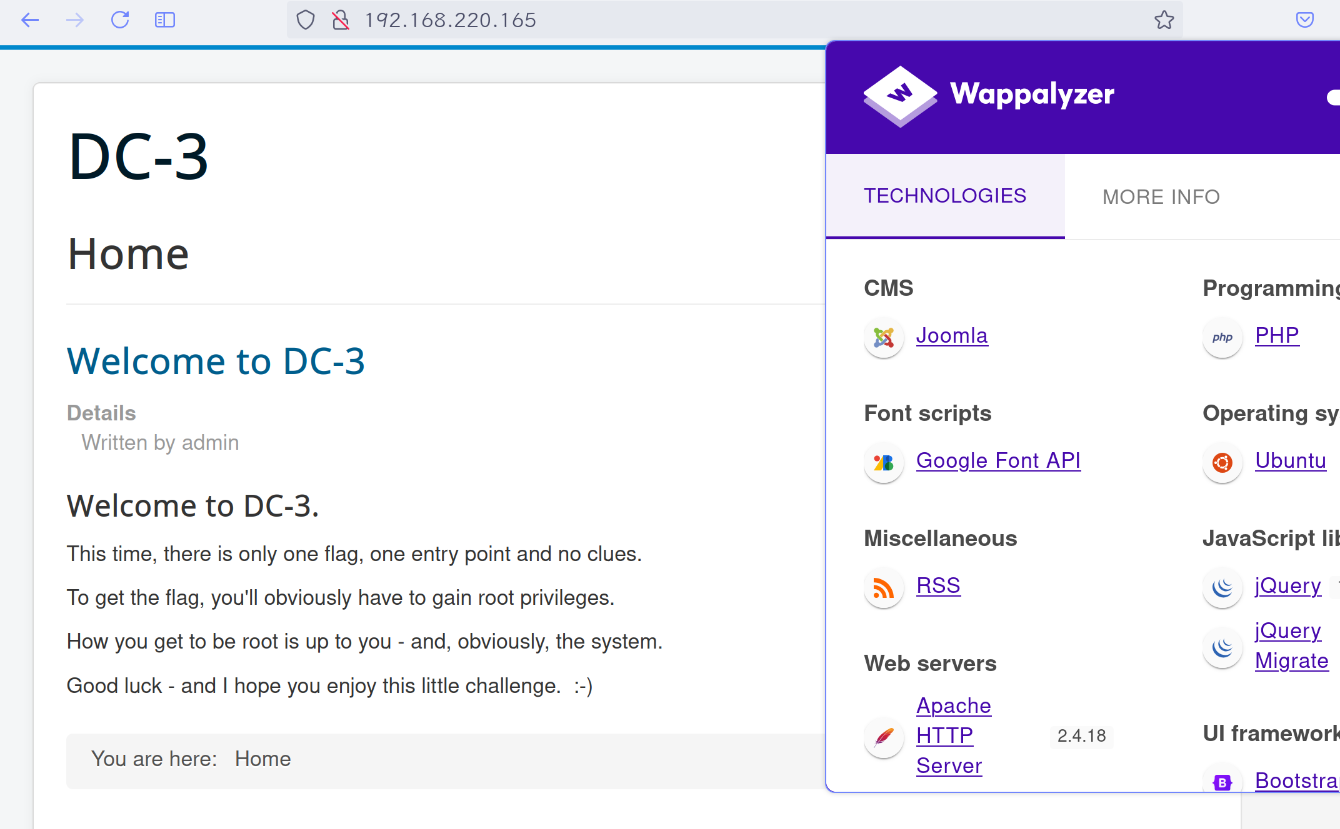 192.168.220.165
DC-3
Home
Welcome to DC-3
Details
Written by admin
Welcome to DC-3.
This time, there is only one flag, one entry point and no clues.
To get the flag, you'll obviously have to gain root privileges.
How you get to be root is up to you - and, obviously, the system.
Good luck - and I hope you enjoy this little challenge. :-)
You are here: Home
Wappalyzer
TECHNOLOGIES
MORE INFO
CMS
Joomla
Font scripts
Google Font API
Miscellaneous
RSS
Web servers
Apache
HTTP
Server
2.4.18
Programming
php
PHP
Operating sy
Ubuntu
JavaScript lib
jQuery
jQuery
Migrate
UI framework
B
Bootstra